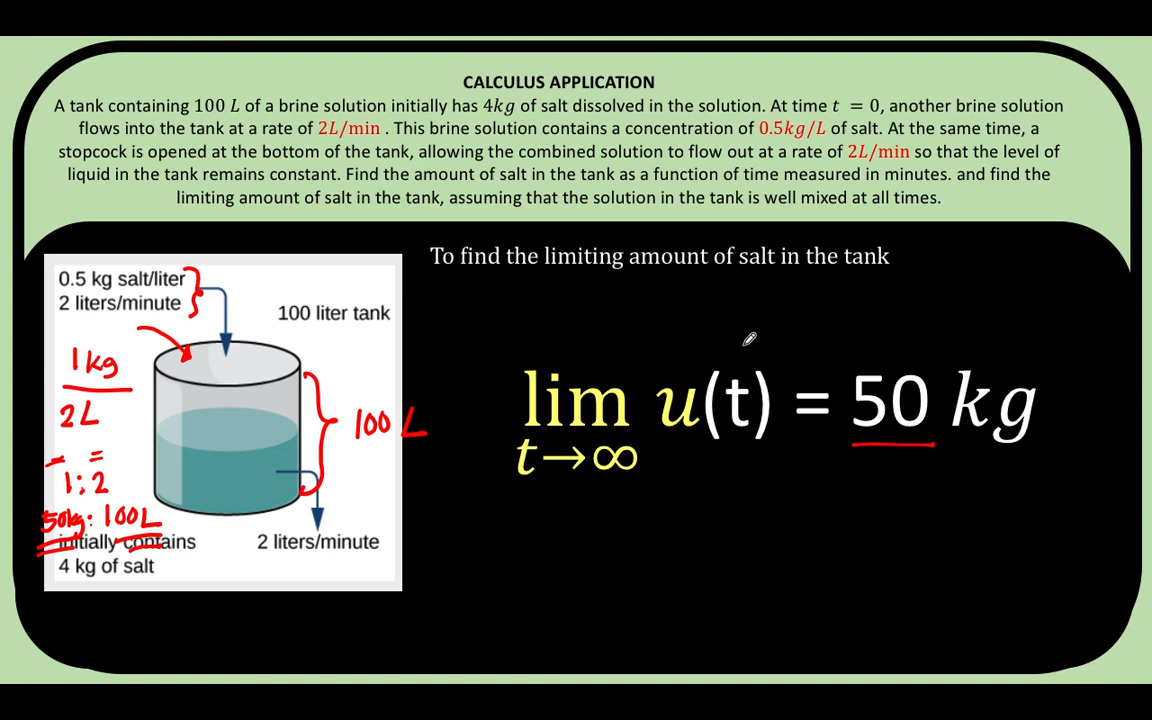 CALCULUS APPLICATION
A tank containing 100 L of a brine solution initially has 4kg of salt dissolved in the solution. At time t = 0, another brine solution
flows into the tank at a rate of 2L/min . This brine solution contains a concentration of 0.5kg/L of salt. At the same time, a
stopcock is opened at the bottom of the tank, allowing the combined solution to flow out at a rate of 2L/min so that the level of
liquid in the tank remains constant. Find the amount of salt in the tank as a function of time measured in minutes. and find the
limiting amount of salt in the tank, assuming that the solution in the tank is well mixed at all times.
To find the limiting amount of salt in the tank
0.5 kg salt/liter
2 liters/minute
100 liter tank
1kg
2L
1:2
50kg: 100L
100 L
initially contains
4 kg of salt
2 liters/minute
lim u(t) = 50 kg
t→∞